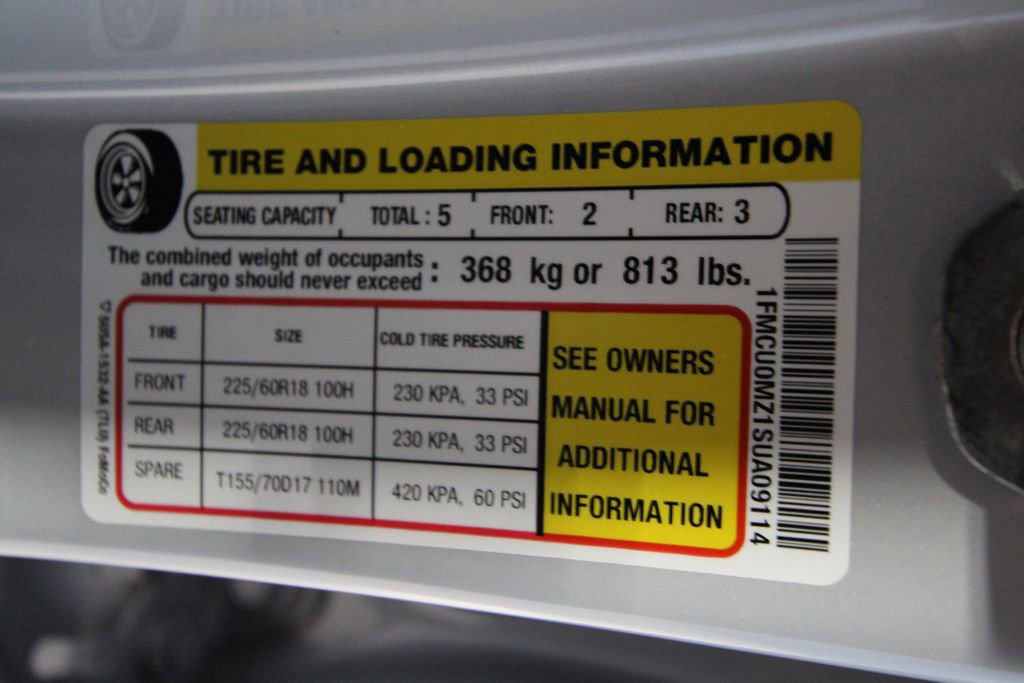 TIRE AND LOADING INFORMATION
SEATING CAPACITY TOTAL : 5 FRONT: 2 REAR: 3
The combined weight of occupants
and cargo should never exceed : 368 kg or 813 lbs.
TIRE SIZE COLD TIRE PRESSURE
FRONT 225/60R18 100H 230 KPA, 33 PSI
REAR 225/60R18 100H 230 KPA, 33 PSI
SPARE T155/70D17 110M 420 KPA, 60 PSI
SEE OWNERS
MANUAL FOR
ADDITIONAL
INFORMATION
1FMCU0MZ1SUA09114
(TLU) FoMoCo